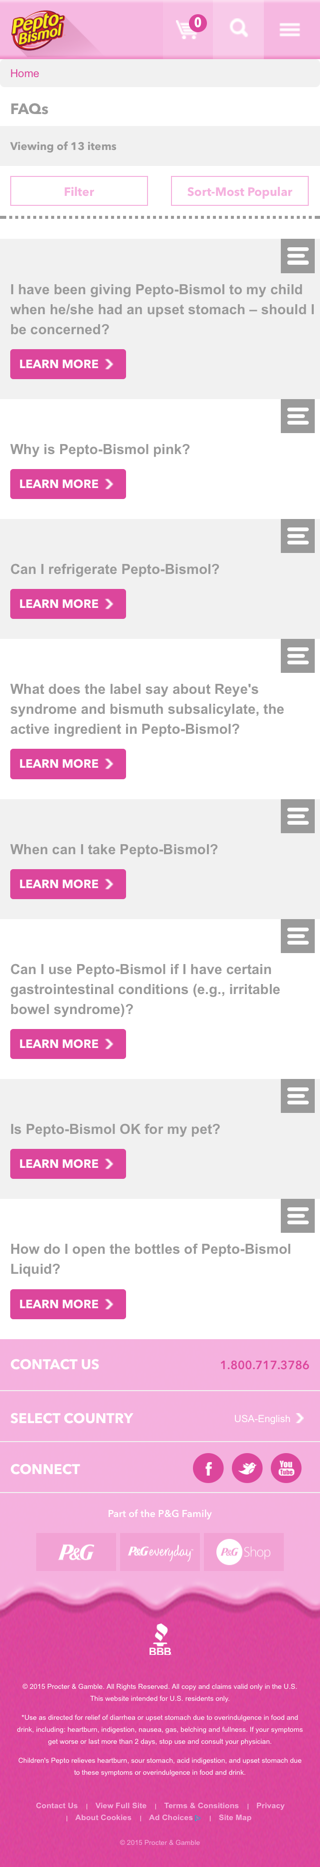 Pepto-
Bismol
0
Home
FAQs
Viewing of 13 items
Filter
Sort-Most Popular
I have been giving Pepto-Bismol to my child
when he/she had an upset stomach – should I
be concerned?
LEARN MORE
Why is Pepto-Bismol pink?
LEARN MORE
Can I refrigerate Pepto-Bismol?
LEARN MORE
What does the label say about Reye's
syndrome and bismuth subsalicylate, the
active ingredient in Pepto-Bismol?
LEARN MORE
When can I take Pepto-Bismol?
LEARN MORE
Can I use Pepto-Bismol if I have certain
gastrointestinal conditions (e.g., irritable
bowel syndrome)?
LEARN MORE
Is Pepto-Bismol OK for my pet?
LEARN MORE
How do I open the bottles of Pepto-Bismol
Liquid?
LEARN MORE
CONTACT US 1.800.717.3786
SELECT COUNTRY USA-English
CONNECT f You Tube
Part of the P&G Family
P&G P&G everyday P&G Shop
BBB
© 2015 Procter & Gamble. All Rights Reserved. All copy and claims valid only in the U.S.
This website intended for U.S. residents only.
*Use as directed for relief of diarrhea or upset stomach due to overindulgence in food and
drink, including: heartburn, indigestion, nausea, gas, belching and fullness. If your symptoms
get worse or last more than 2 days, stop use and consult your physician.
Children's Pepto relieves heartburn, sour stomach, acid indigestion, and upset stomach due
to these symptoms or overindulgence in food and drink.
Contact Us | View Full Site | Terms & Consitions | Privacy
| About Cookies | Ad Choices | Site Map
© 2015 Procter & Gamble